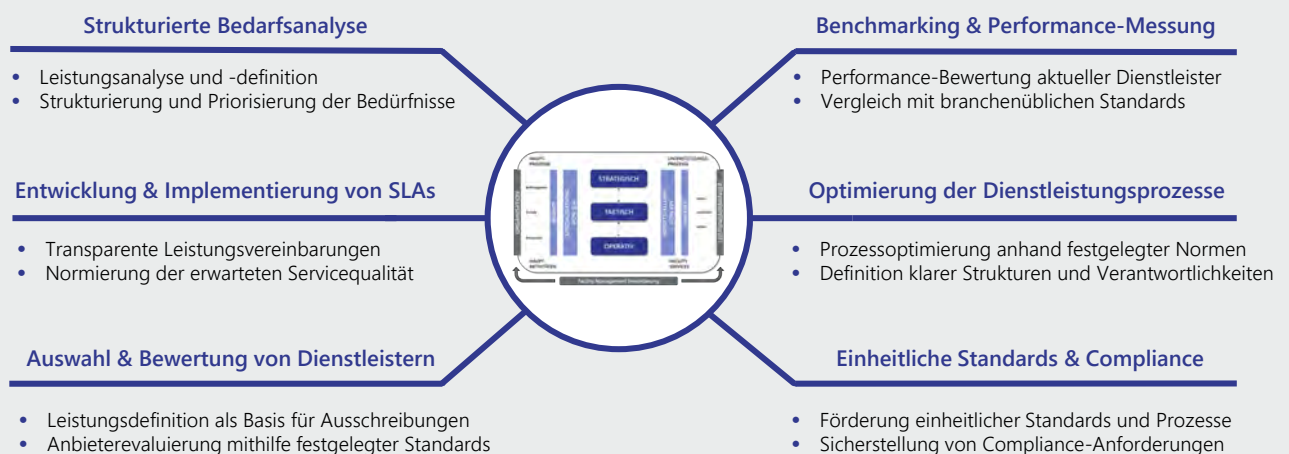 Strukturierte Bedarfsanalyse
• Leistungsanalyse und -definition
• Strukturierung und Priorisierung der Bedürfnisse
Entwicklung & Implementierung von SLAs
• Transparente Leistungsvereinbarungen
• Normierung der erwarteten Servicequalität
Auswahl & Bewertung von Dienstleistern
• Leistungsdefinition als Basis für Ausschreibungen
• Anbieterevaluierung mithilfe festgelegter Standards
STRATEGISCH
TAKTISCH
OPERATIV
Benchmarking & Performance-Messung
• Performance-Bewertung aktueller Dienstleister
• Vergleich mit branchenüblichen Standards
Optimierung der Dienstleistungsprozesse
• Prozessoptimierung anhand festgelegter Normen
• Definition klarer Strukturen und Verantwortlichkeiten
Einheitliche Standards & Compliance
• Förderung einheitlicher Standards und Prozesse
• Sicherstellung von Compliance-Anforderungen